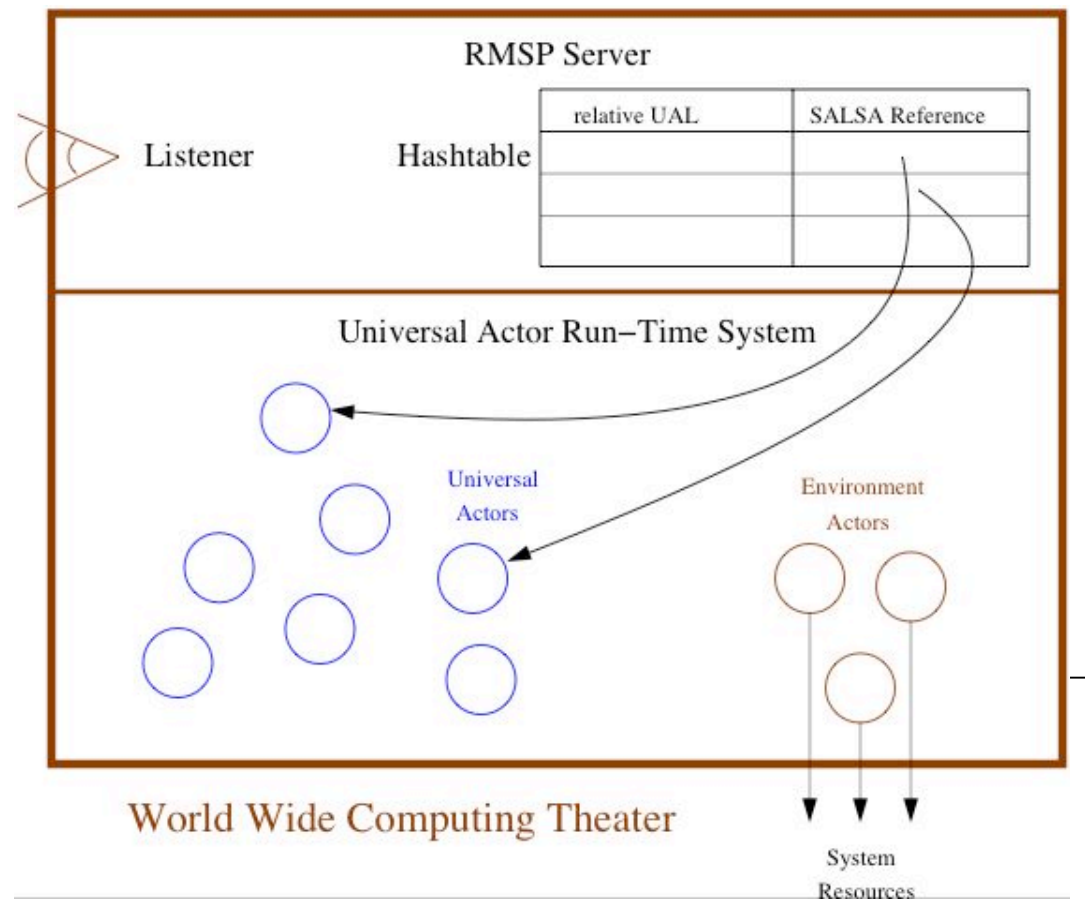 RMSP Server
relative UAL
SALSA Reference
Listener
Hashtable
Universal Actor Run−Time System
Universal
Actors
Environment
Actors
World Wide Computing Theater
System
Resources